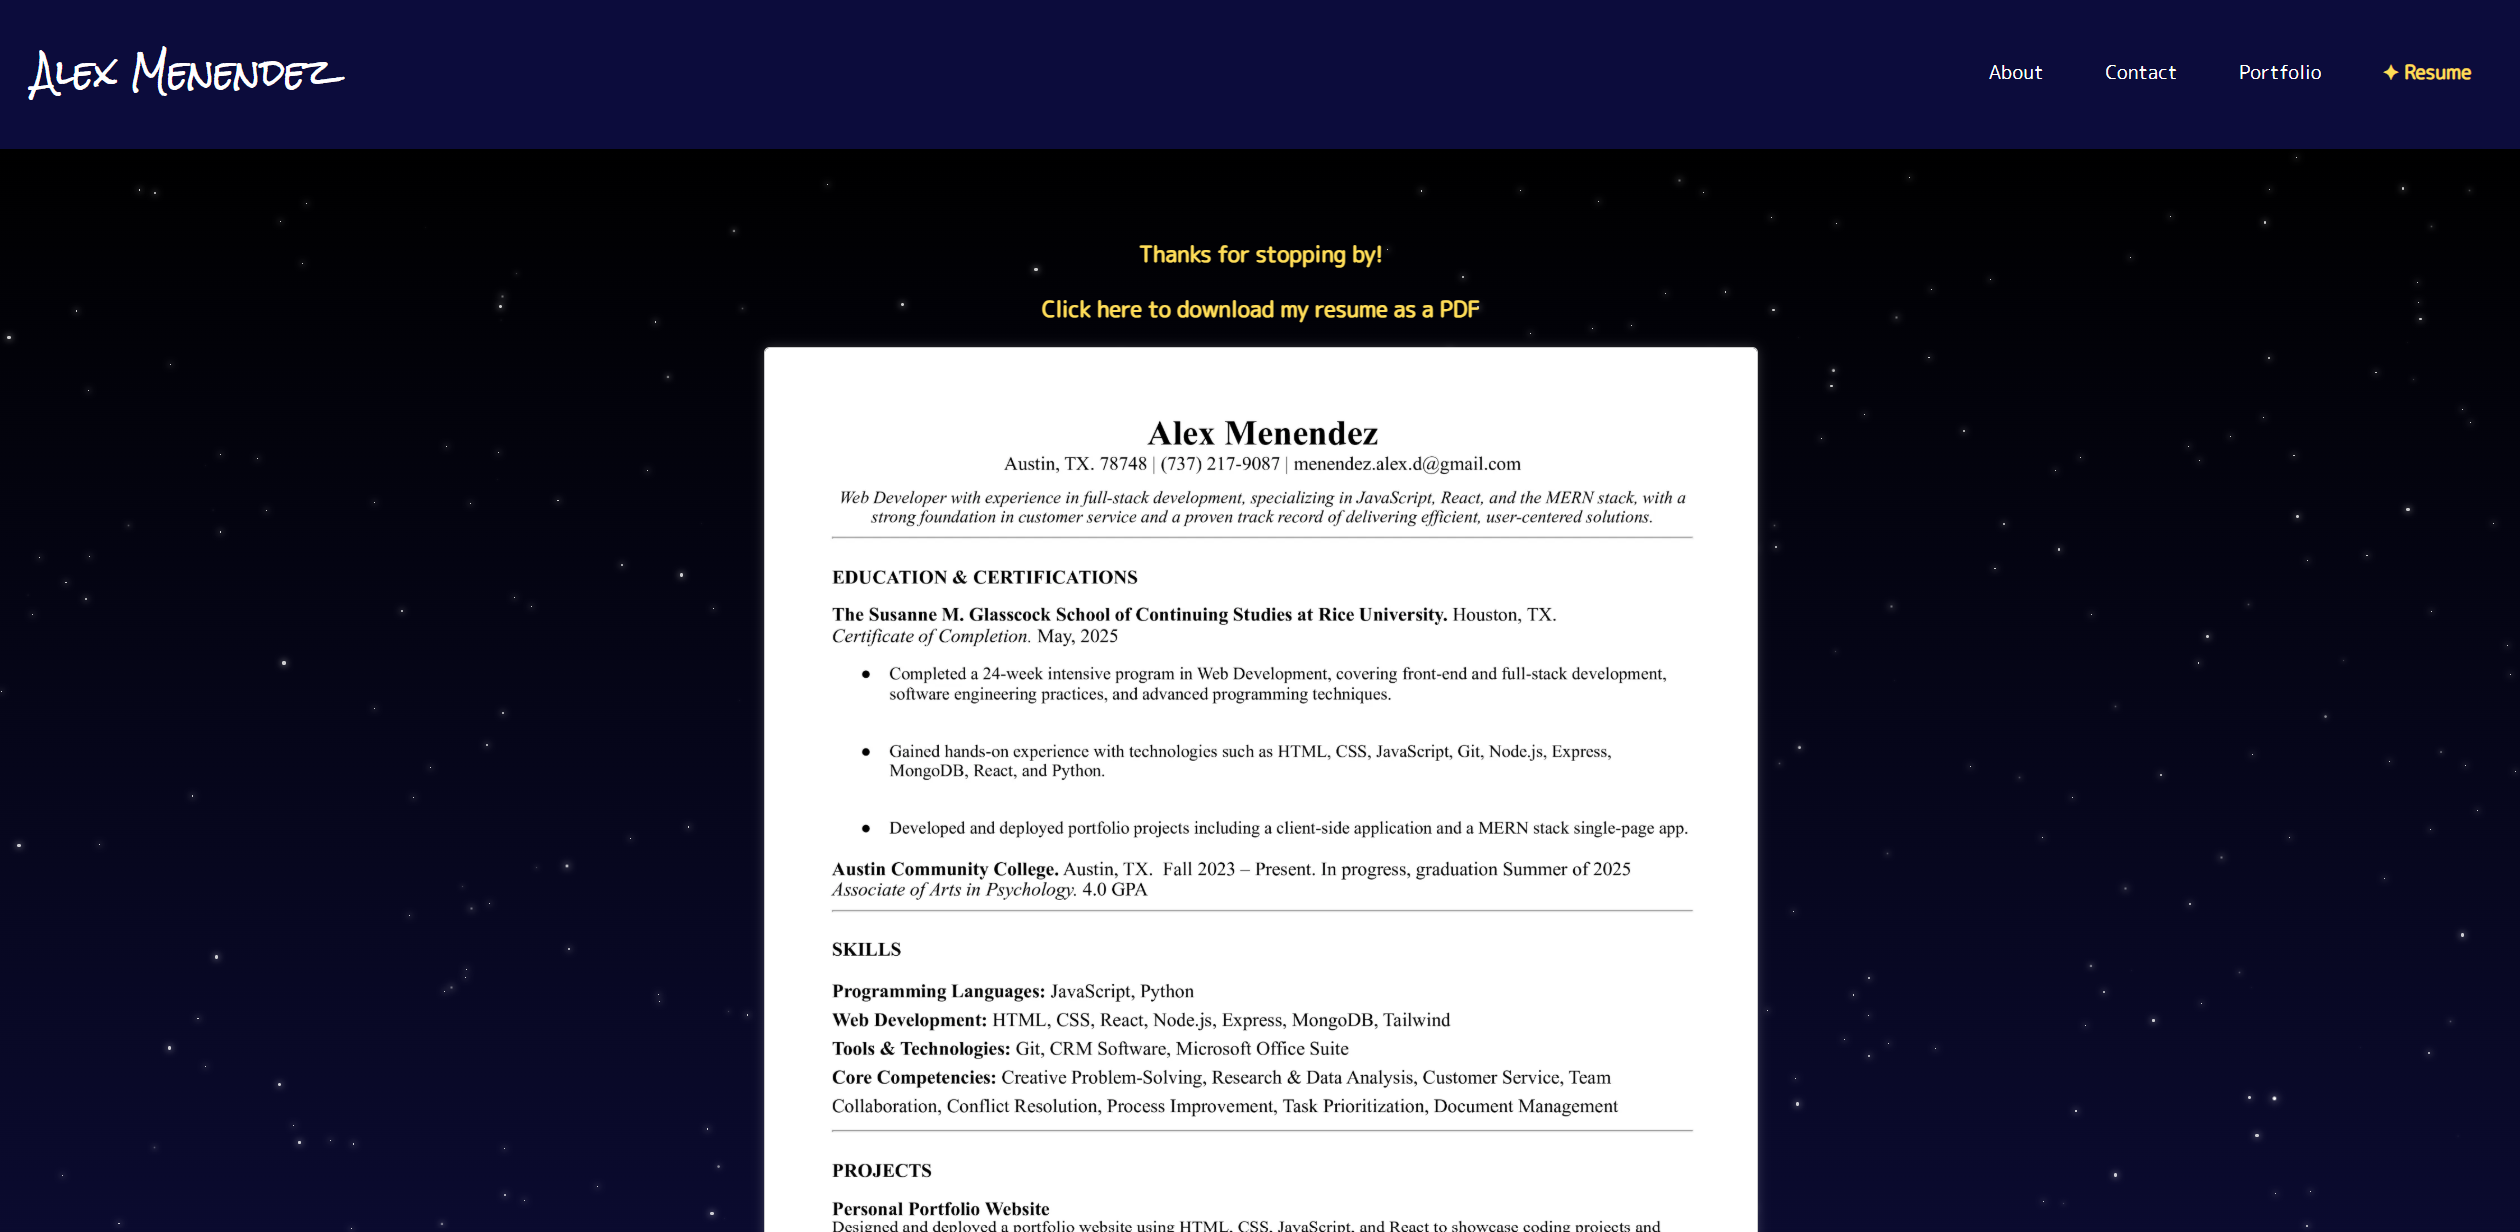 Alex Menendez
About Contact Portfolio ✦ Resume
Thanks for stopping by!
Click here to download my resume as a PDF
Alex Menendez
Austin, TX. 78748 | (737) 217-9087 | menendez.alex.d@gmail.com
Web Developer with experience in full-stack development, specializing in JavaScript, React, and the MERN stack, with a
strong foundation in customer service and a proven track record of delivering efficient, user-centered solutions.
EDUCATION & CERTIFICATIONS
The Susanne M. Glasscock School of Continuing Studies at Rice University. Houston, TX.
Certificate of Completion. May, 2025
● Completed a 24-week intensive program in Web Development, covering front-end and full-stack development,
software engineering practices, and advanced programming techniques.
● Gained hands-on experience with technologies such as HTML, CSS, JavaScript, Git, Node.js, Express,
MongoDB, React, and Python.
● Developed and deployed portfolio projects including a client-side application and a MERN stack single-page app.
Austin Community College. Austin, TX. Fall 2023 – Present. In progress, graduation Summer of 2025
Associate of Arts in Psychology. 4.0 GPA
SKILLS
Programming Languages: JavaScript, Python
Web Development: HTML, CSS, React, Node.js, Express, MongoDB, Tailwind
Tools & Technologies: Git, CRM Software, Microsoft Office Suite
Core Competencies: Creative Problem-Solving, Research & Data Analysis, Customer Service, Team
Collaboration, Conflict Resolution, Process Improvement, Task Prioritization, Document Management
PROJECTS
Personal Portfolio Website
Designed and deployed a portfolio website using HTML, CSS, JavaScript, and React to showcase coding projects and